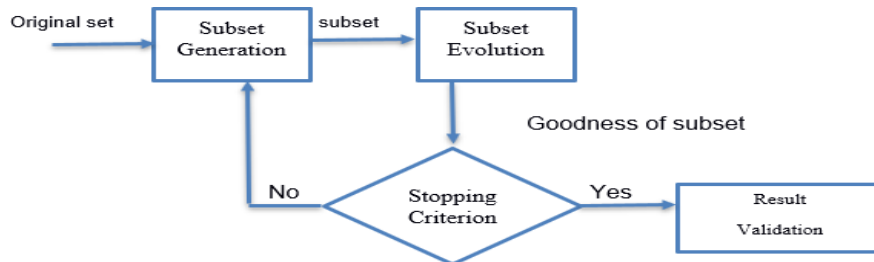 Original set
Subset
Generation
subset
Subset
Evolution
Goodness of subset
No
Stopping
Criterion
Yes
Result
Validation